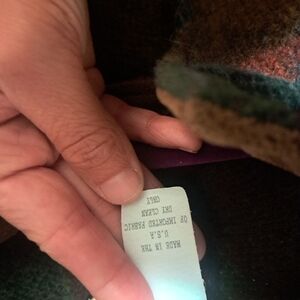 MADE IN THE
U.S.A
OF IMPORTED FABRIC
DRY CLEAN
ONLY